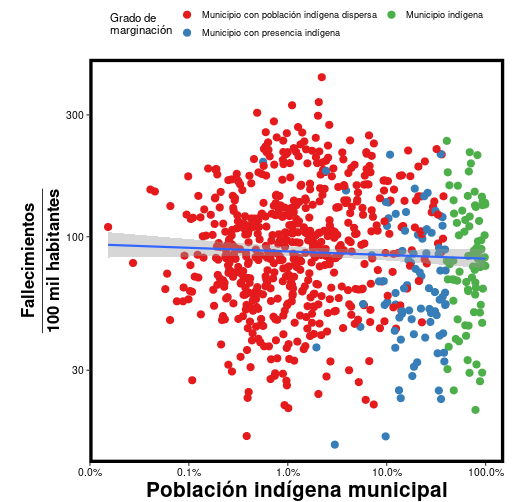 Grado de
marginación
Municipio con población indígena dispersa
Municipio indígena
Municipio con presencia indígena
Fallecimientos
100 mil habitantes
300
100
30
0.0%
0.1%
1.0%
10.0%
100.0%
Población indígena municipal